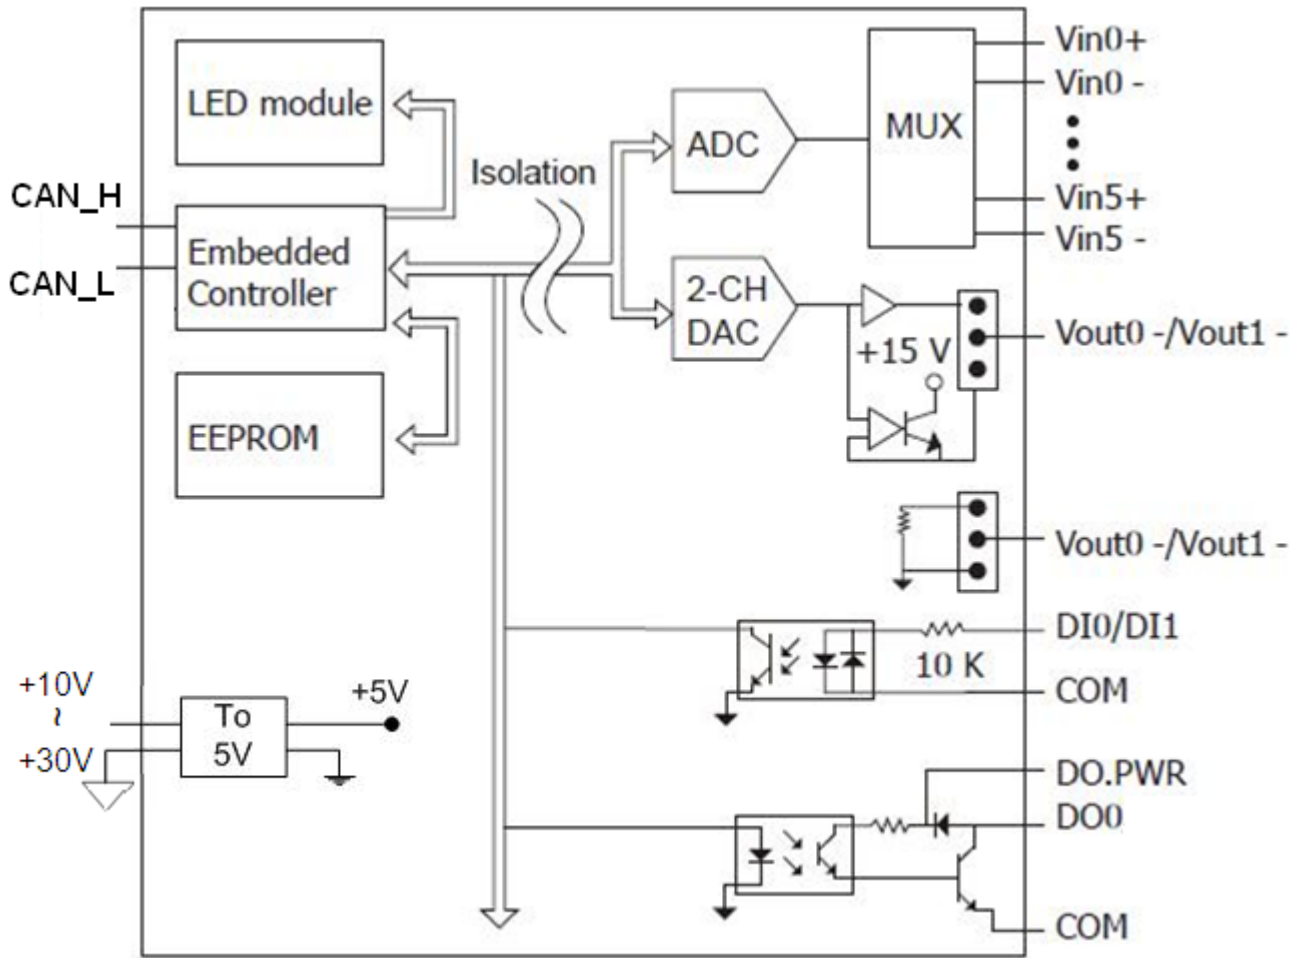 LED module
CAN_H
CAN_L
Embedded
Controller
EEPROM
Isolation
ADC
MUX
Vin0+
Vin0 -
Vin5+
Vin5 -
2-CH
DAC
+15 V
Vout0 -/Vout1 -
Vout0 -/Vout1 -
DI0/DI1
10 K
COM
+10V
~
+30V
To
5V
+5V
DO.PWR
DO0
COM